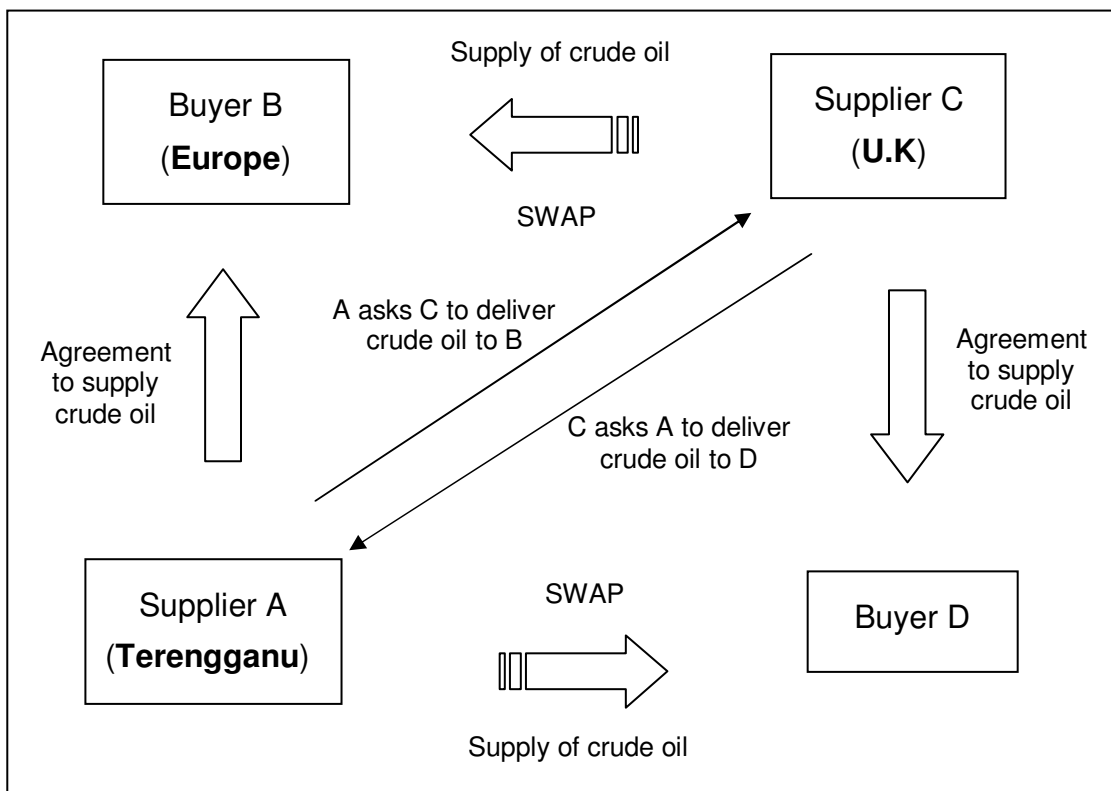 Supply of crude oil
Buyer B
(Europe)
Supplier C
(U.K)
SWAP
A asks C to deliver
crude oil to B
Agreement
to supply
crude oil
Agreement
to supply
crude oil
C asks A to deliver
crude oil to D
Supplier A
(Terengganu)
SWAP
Buyer D
Supply of crude oil